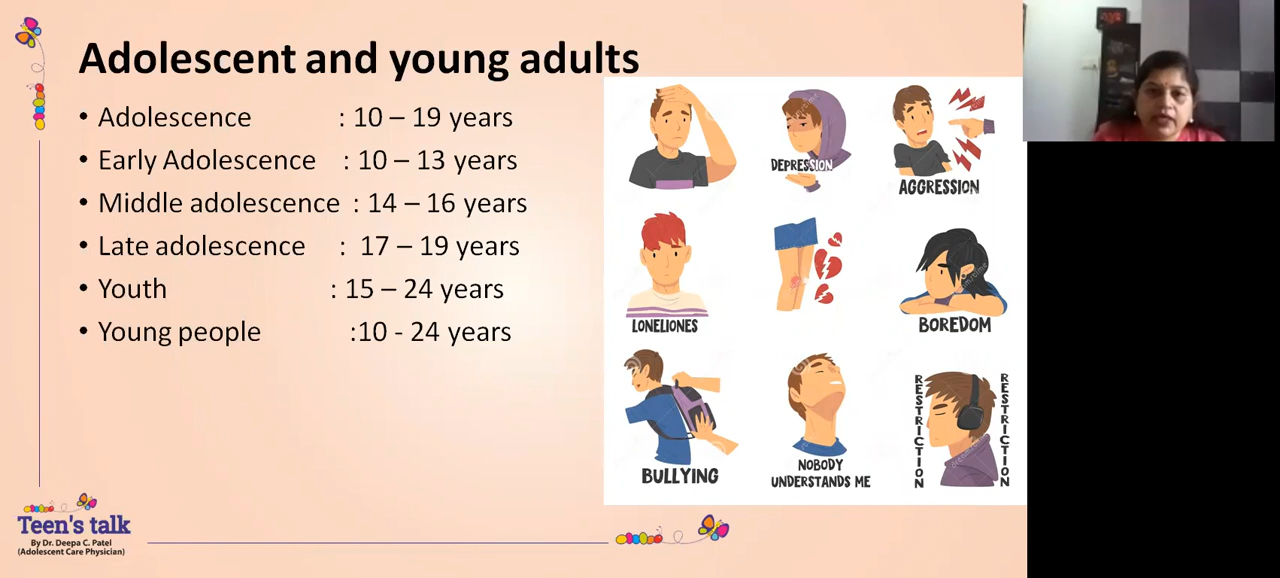 Adolescent and young adults
• Adolescence : 10 – 19 years
• Early Adolescence : 10 – 13 years
• Middle adolescence : 14 – 16 years
• Late adolescence : 17 – 19 years
• Youth : 15 – 24 years
• Young people :10 - 24 years
DEPRESSION
AGGRESSION
LONELIONES
BOREDOM
BULLYING
NOBODY
UNDERSTANDS ME
RESTRICTION
RESTRICTION
Teen's talk
By Dr. Deepa C. Patel
(Adolescent Care Physician)